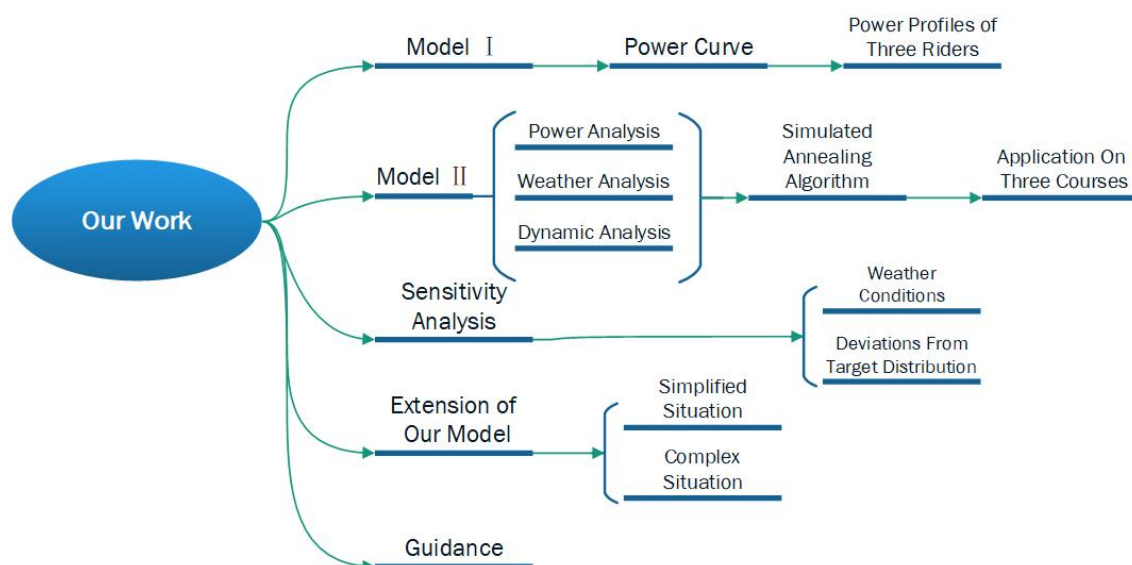 Our Work
Model Ⅰ
Power Curve
Power Profiles of
Three Riders
Model Ⅱ
Power Analysis
Weather Analysis
Dynamic Analysis
Simulated
Annealing
Algorithm
Application On
Three Courses
Sensitivity
Analysis
Weather
Conditions
Deviations From
Target Distribution
Extension of
Our Model
Simplified
Situation
Complex
Situation
Guidance